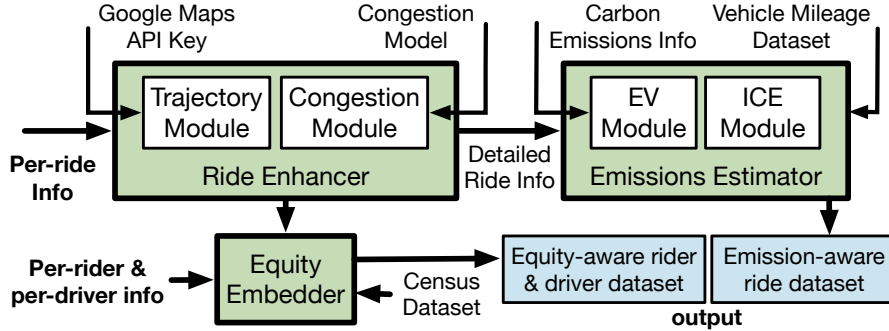 Google Maps
API Key
Congestion
Model
Carbon
Emissions Info
Vehicle Mileage
Dataset
Trajectory
Module
Congestion
Module
Ride Enhancer
EV
Module
ICE
Module
Emissions Estimator
Per-ride
Info
Detailed
Ride Info
Per-rider &
per-driver info
Equity
Embedder
Census
Dataset
Equity-aware rider
& driver dataset
Emission-aware
ride dataset
output